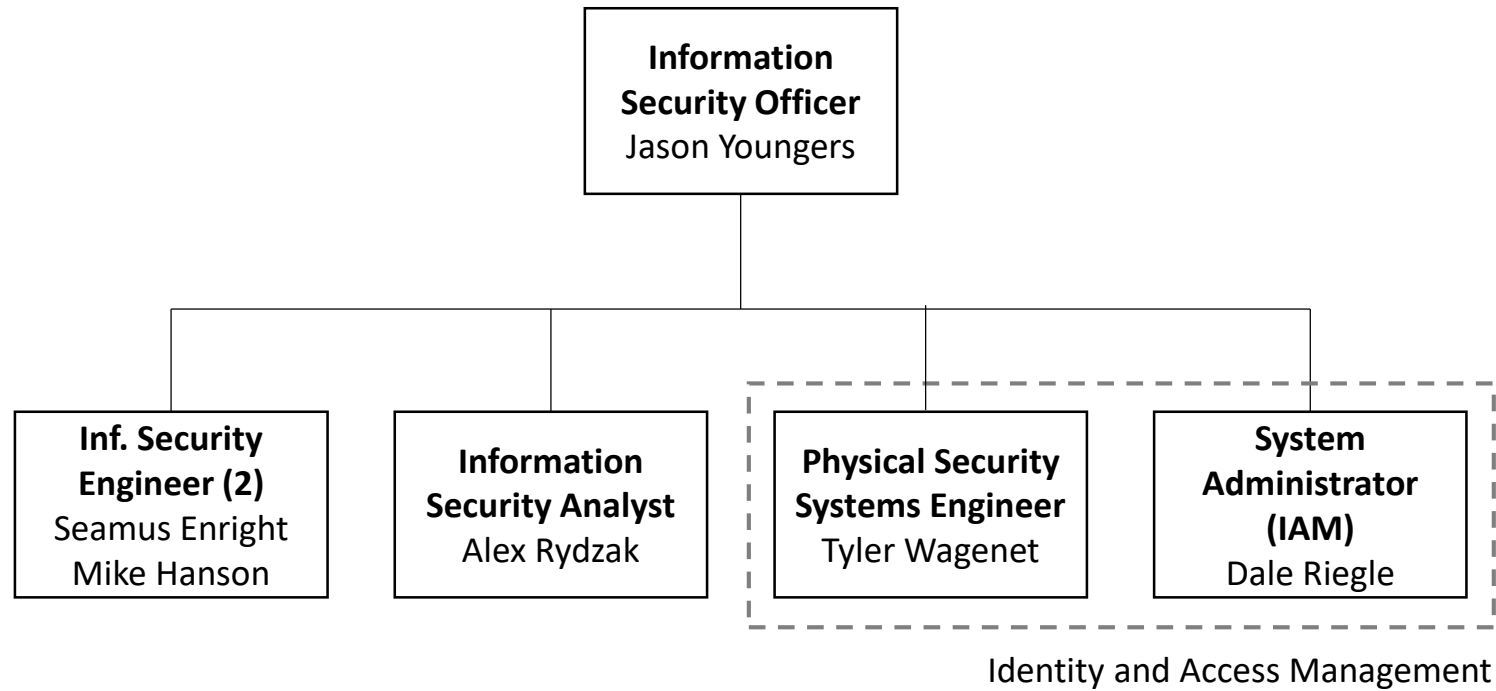 Information
Security Officer
Jason Youngers
Inf. Security
Engineer (2)
Seamus Enright
Mike Hanson
Information
Security Analyst
Alex Rydzak
Physical Security
Systems Engineer
Tyler Wagenet
System
Administrator
(IAM)
Dale Riegle
Identity and Access Management